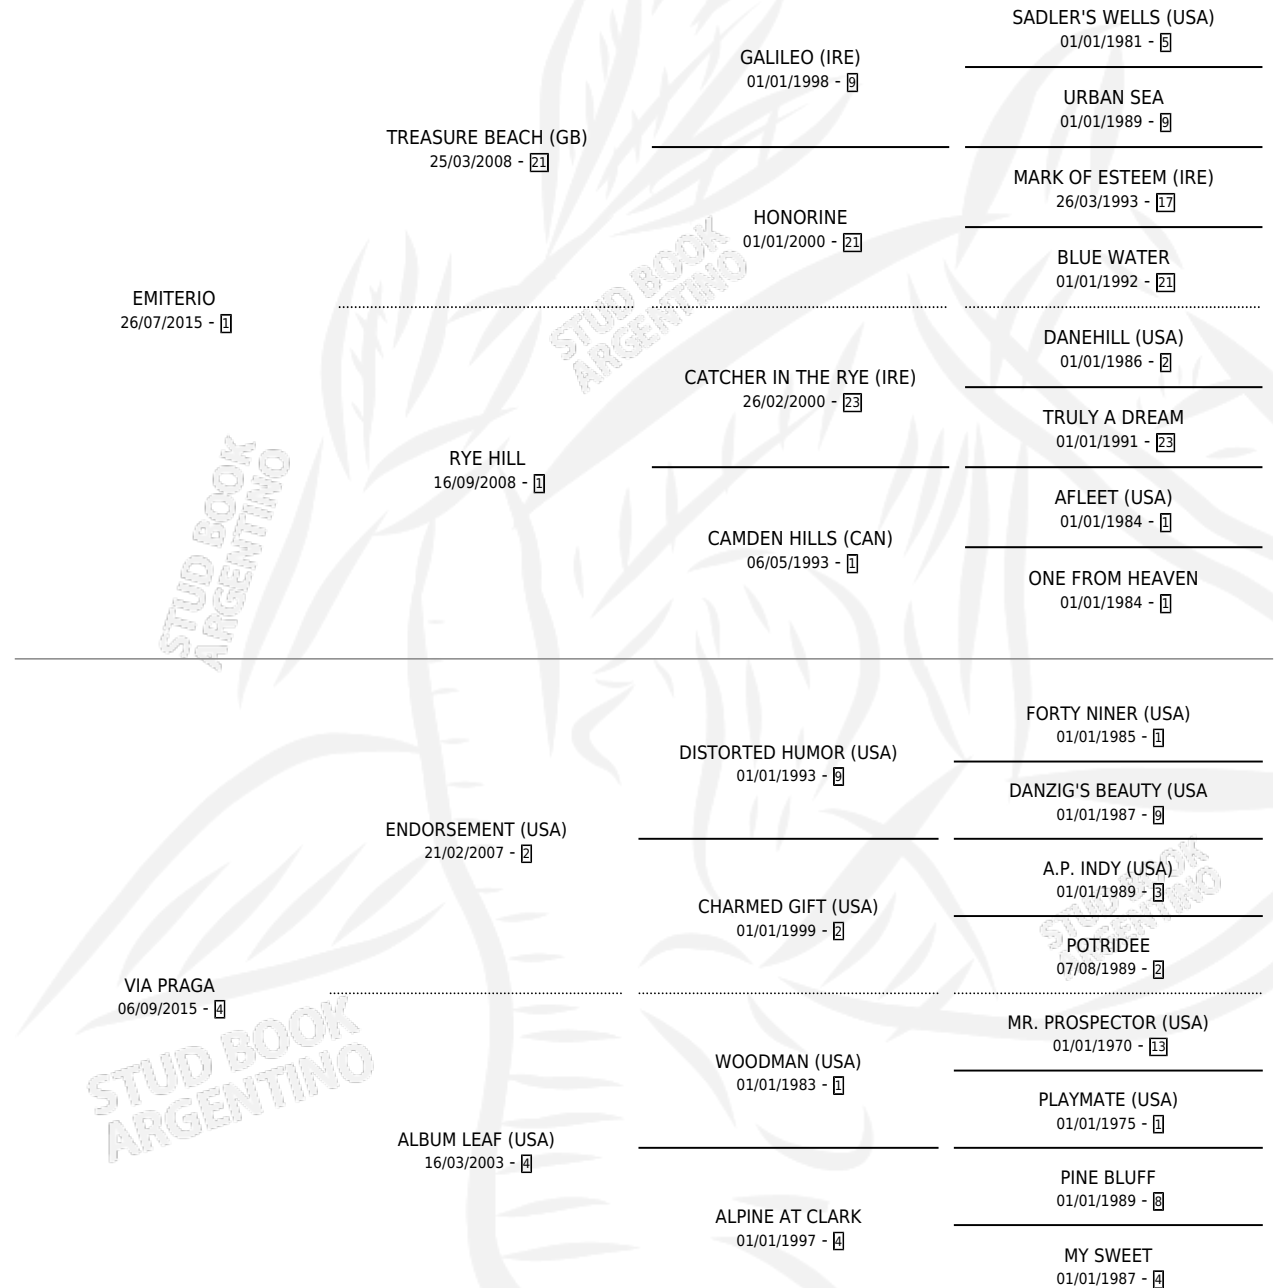 SADLER'S WELLS (USA)
01/01/1981 - 5
GALILEO (IRE)
01/01/1998 - 9
URBAN SEA
01/01/1989 - 9
TREASURE BEACH (GB)
25/03/2008 - 21
MARK OF ESTEEM (IRE)
26/03/1993 - 17
HONORINE
01/01/2000 - 21
BLUE WATER
01/01/1992 - 21
EMITERIO
26/07/2015 - 1
STUD BOOK
ARGENTINO
DANEHILL (USA)
01/01/1986 - 2
CATCHER IN THE RYE (IRE)
26/02/2000 - 23
TRULY A DREAM
01/01/1991 - 23
RYE HILL
16/09/2008 - 1
AFLEET (USA)
01/01/1984 - 1
CAMDEN HILLS (CAN)
06/05/1993 - 1
ONE FROM HEAVEN
01/01/1984 - 1
STUD BOOK
ARGENTINO
FORTY NINER (USA)
01/01/1985 - 1
DISTORTED HUMOR (USA)
01/01/1993 - 9
DANZIG'S BEAUTY (USA
01/01/1987 - 9
ENDORSEMENT (USA)
21/02/2007 - 2
A.P. INDY (USA)
01/01/1989 - 3
CHARMED GIFT (USA)
01/01/1999 - 2
STUD BOOK
ARGENTINO
POTRIDEE
07/08/1989 - 2
VIA PRAGA
06/09/2015 - 4
STUD BOOK
ARGENTINO
MR. PROSPECTOR (USA)
01/01/1970 - 13
WOODMAN (USA)
01/01/1983 - 1
PLAYMATE (USA)
01/01/1975 - 1
ALBUM LEAF (USA)
16/03/2003 - 4
PINE BLUFF
01/01/1989 - 8
ALPINE AT CLARK
01/01/1997 - 4
MY SWEET
01/01/1987 - 4